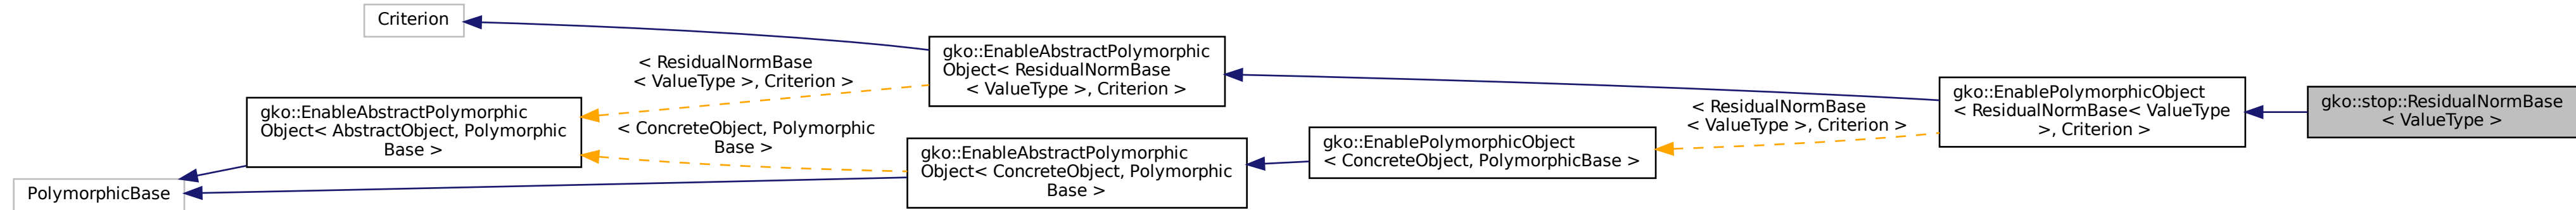 Criterion
gko::EnableAbstractPolymorphic
Object< ResidualNormBase
< ValueType >, Criterion >
< ResidualNormBase
< ValueType >, Criterion >
gko::EnableAbstractPolymorphic
Object< AbstractObject, Polymorphic
Base >
< ConcreteObject, Polymorphic
Base >
gko::EnableAbstractPolymorphic
Object< ConcreteObject, Polymorphic
Base >
PolymorphicBase
gko::EnablePolymorphicObject
< ConcreteObject, PolymorphicBase >
< ResidualNormBase
< ValueType >, Criterion >
gko::EnablePolymorphicObject
< ResidualNormBase< ValueType
>, Criterion >
gko::stop::ResidualNormBase
< ValueType >